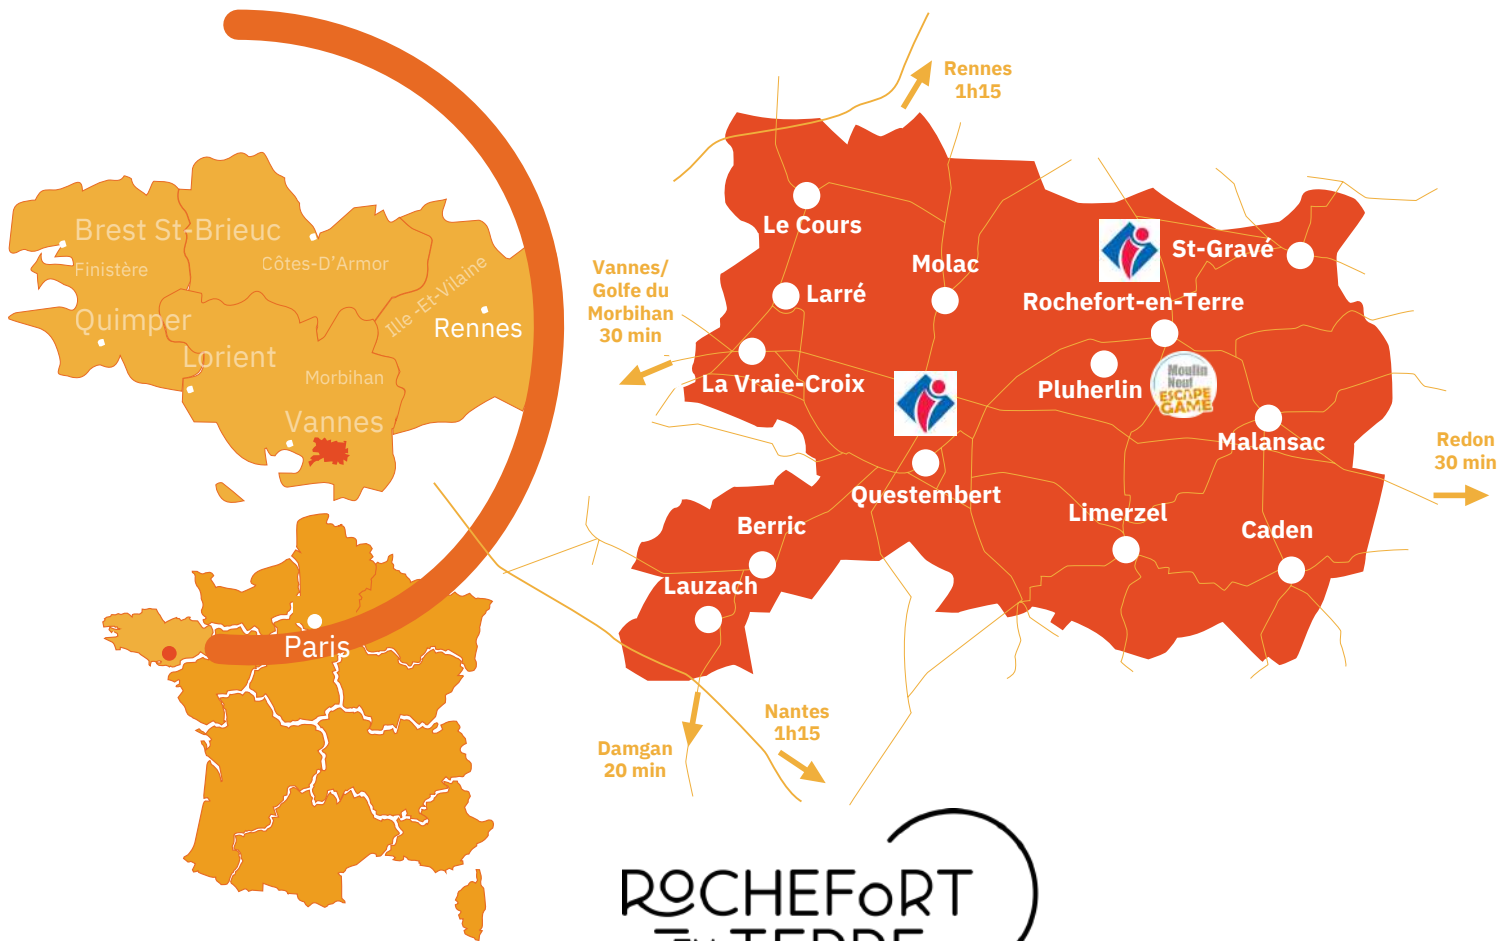 Brest St-Brieuc
Finistère
Côtes-D'Armor
Ille -Et-Vilaine
Quimper
Rennes
Lorient
Morbihan
Vannes
Paris
Rennes
1h15
Le Cours
Molac
St-Gravé
Vannes/
Golfe du
Morbihan
30 min
Larré
Rochefort-en-Terre
La Vraie-Croix
Pluherlin
Moulin
Neuf
ESCAPE
GAME
Malansac
Redon
30 min
Questembert
Limerzel
Caden
Berric
Lauzach
Nantes
1h15
Damgan
20 min
ROCHEFORT
EN TERRE